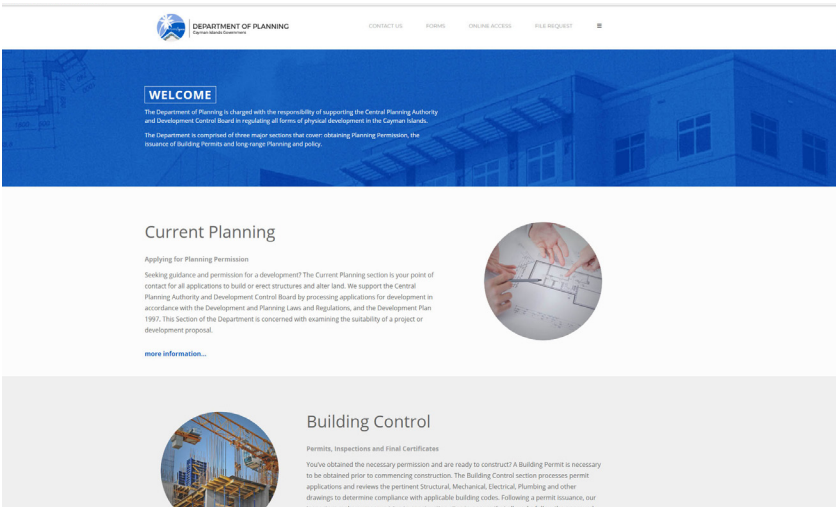 DEPARTMENT OF PLANNING
Cayman Islands Government
CONTACT US
FORMS
ONLINE ACCESS
FILE REQUEST
WELCOME
The Department of Planning is charged with the responsibility of supporting the Central Planning Authority
and Development Control Board in regulating all forms of physical development in the Cayman Islands.
The Department is comprised of three major sections that cover: obtaining Planning Permission, the
issuance of Building Permits and long-range Planning and policy.
Current Planning
Applying for Planning Permission
Seeking guidance and permission for a development? The Current Planning section is your point of
contact for all applications to build or erect structures and alter land. We support the Central
Planning Authority and Development Control Board by processing applications for development in
accordance with the Development and Planning Laws and Regulations, and the Development Plan
1997. This Section of the Department is concerned with examining the suitability of a project or
development proposal.
more information...
Building Control
Permits, Inspections and Final Certificates
You've obtained the necessary permission and are ready to construct? A Building Permit is necessary
to be obtained prior to commencing construction. The Building Control section processes permit
applications and reviews the pertinent Structural, Mechanical, Electrical, Plumbing and other
drawings to determine compliance with applicable building codes. Following a permit issuance, our